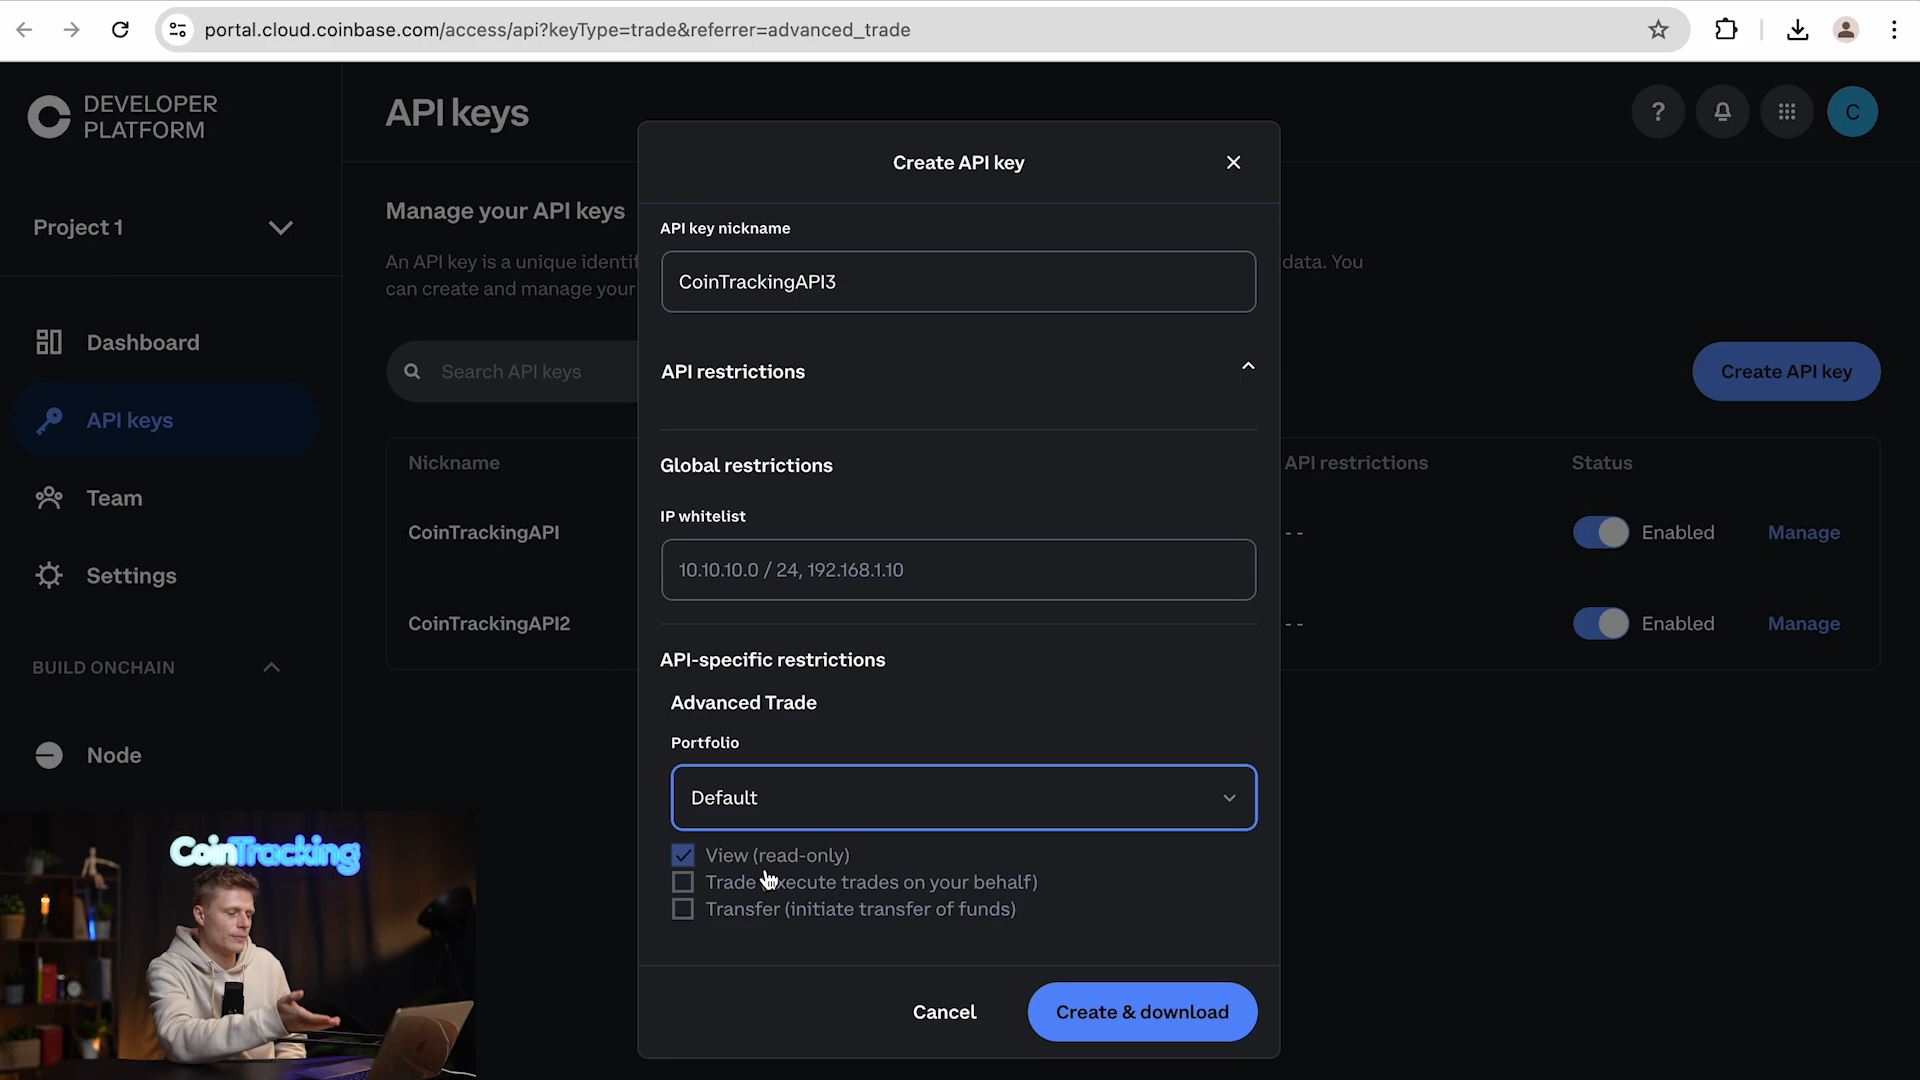 portal.cloud.coinbase.com/access/api?keyType=trade&referrer=advanced_trade
DEVELOPER
PLATFORM
API keys
?
C
Create API key
Project 1
Manage your API keys
API key nickname
An API key is a unique identif
data. You
can create and manage your
CoinTrackingAPI3
Dashboard
Search API keys
API restrictions
Create API key
API keys
Nickname
API restrictions
Status
Global restrictions
Team
IP whitelist
CoinTrackingAPI
--
Enabled
Manage
10.10.10.0 / 24, 192.168.1.10
Settings
CoinTrackingAPI2
--
Enabled
Manage
BUILD ONCHAIN
API-specific restrictions
Advanced Trade
Portfolio
Node
Default
CoinTracking
View (read-only)
Trade execute trades on your behalf)
Transfer (initiate transfer of funds)
Cancel
Create & download